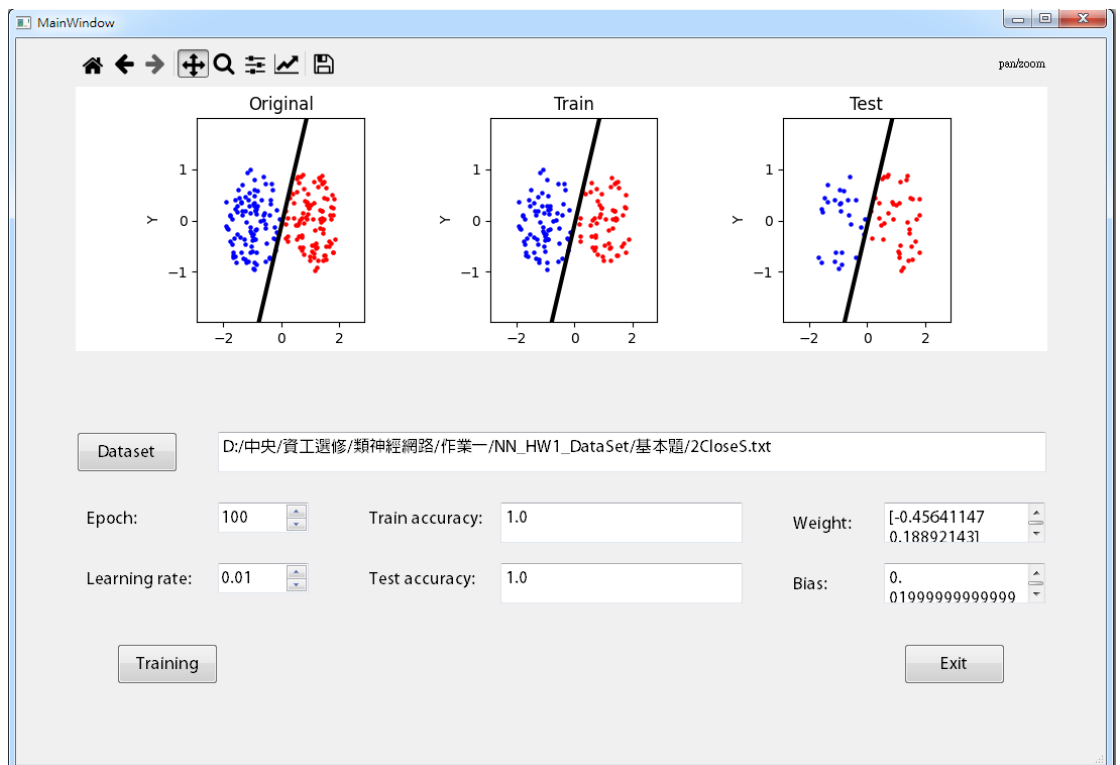 MainWindow
pan/zoom
Original Train Test
1 1 1
Y 0 Y 0 Y 0
−1 −1 −1
−2 0 2 −2 0 2 −2 0 2
Dataset D:/中央/資工選修/類神經網路/作業一/NN_HW1_DataSet/基本題/2CloseS.txt
Epoch: 100 Train accuracy: 1.0 Weight: [-0.45641147
0.18892143]
Learning rate: 0.01 Test accuracy: 1.0 Bias: 0.
01999999999999
Training Exit